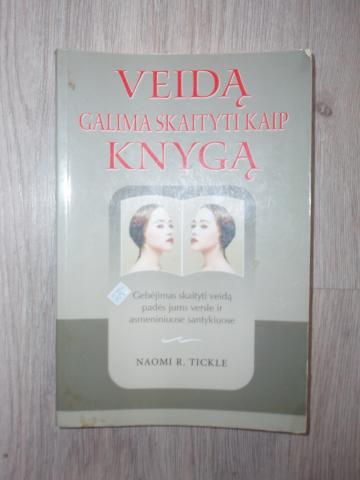 VEIDĄ
GALIMA SKAITYTI KAIP
KNYGĄ
Gebėjimas skaityti veidą
padės jums versle ir
asmeniniuose santykiuose
NAOMI R. TICKLE